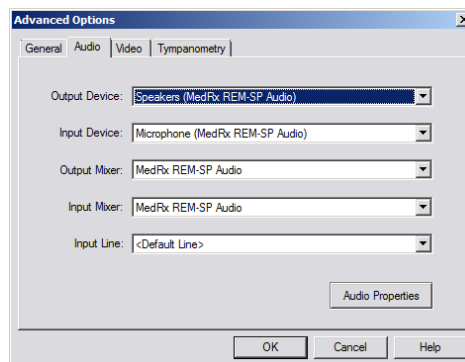 Advanced Options
General Audio Video Tympanometry
Output Device: Speakers (MedRx REM-SP Audio)
Input Device: Microphone (MedRx REM-SP Audio)
Output Mixer: MedRx REM-SP Audio
Input Mixer: MedRx REM-SP Audio
Input Line: <Default Line>
Audio Properties
OK Cancel Help